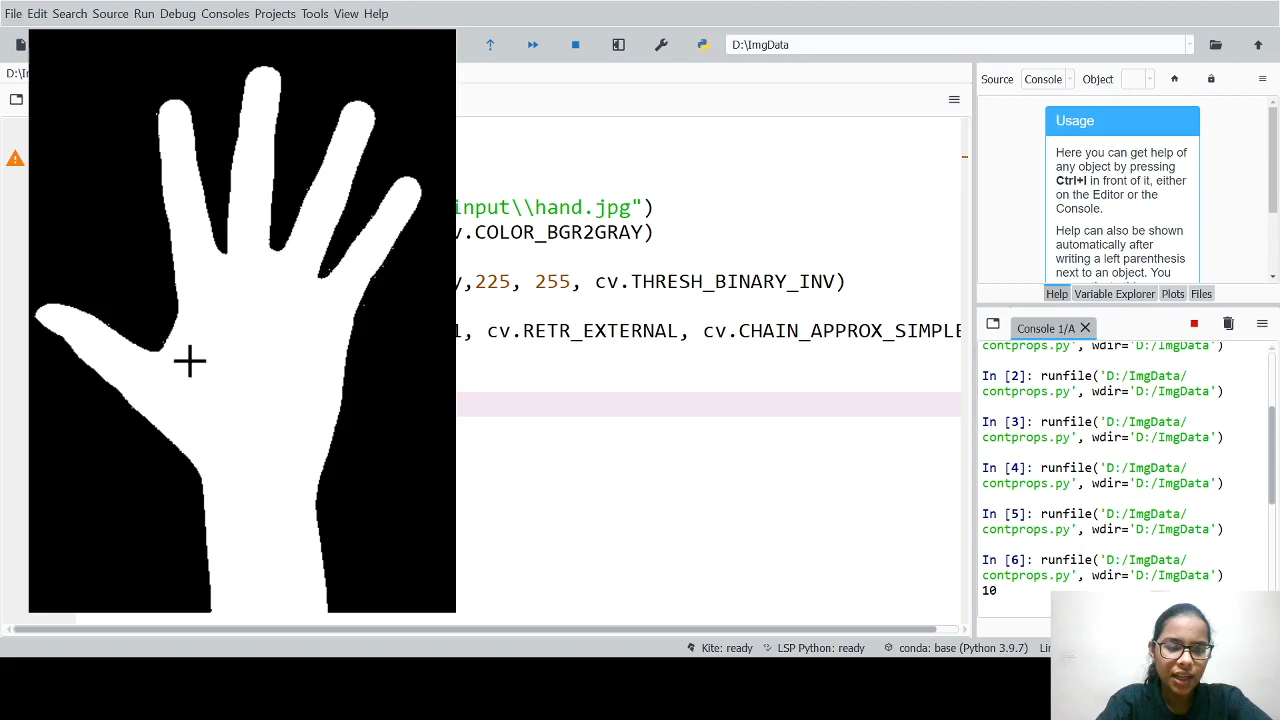 File Edit Search Source Run Debug Consoles Projects Tools View Help
D:\ImgData
Source Console Object
Usage
Here you can get help of
any object by pressing
Ctrl+I in front of it, either
on the Editor or the
Console.
Help can also be shown
automatically after
writing a left parenthesis
next to an object. You
Help Variable Explorer Plots Files
input\\hand.jpg")
.COLOR_BGR2GRAY)
,225, 255, cv.THRESH_BINARY_INV)
, cv.RETR_EXTERNAL, cv.CHAIN_APPROX_SIMPLE
Console 1/A
contprops.py', wdir='D:/ImgData')
In [2]: runfile('D:/ImgData/
contprops.py', wdir='D:/ImgData')
In [3]: runfile('D:/ImgData/
contprops.py', wdir='D:/ImgData')
In [4]: runfile('D:/ImgData/
contprops.py', wdir='D:/ImgData')
In [5]: runfile('D:/ImgData/
contprops.py', wdir='D:/ImgData')
In [6]: runfile('D:/ImgData/
contprops.py', wdir='D:/ImgData')
10
Kite: ready LSP Python: ready conda: base (Python 3.9.7)